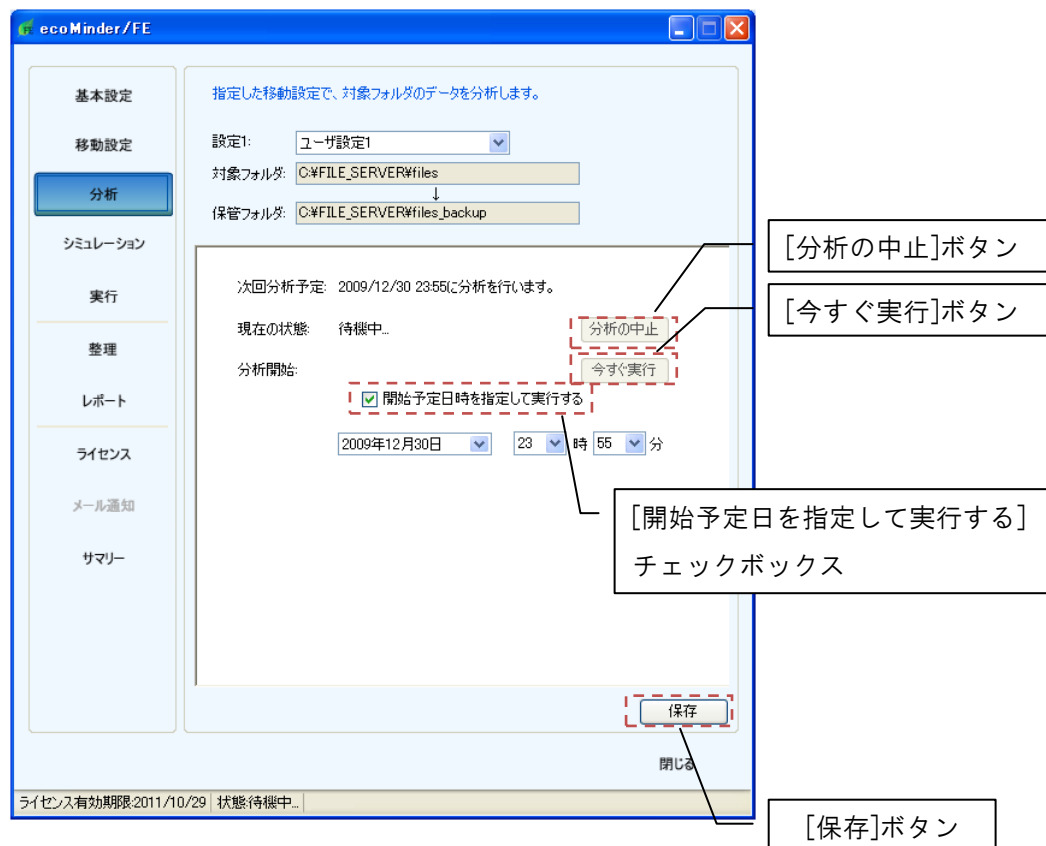 ecoMinder/FE
基本設定
移動設定
分析
シミュレーション
実行
整理
レポート
ライセンス
メール通知
サマリー
指定した移動設定で、対象フォルダのデータを分析します。
設定1: ユーザ設定1
対象フォルダ: C:¥FILE_SERVER¥files
↓
保管フォルダ: C:¥FILE_SERVER¥files_backup
次回分析予定: 2009/12/30 23:55に分析を行います。
現在の状態: 待機中... 分析の中止
分析開始: 今すぐ実行
開始予定日時を指定して実行する
2009年12月30日 23 時 55 分
保存
閉じる
ライセンス有効期限:2011/10/29 状態:待機中...
[分析の中止]ボタン
[今すぐ実行]ボタン
[開始予定日を指定して実行する]
チェックボックス
[保存]ボタン